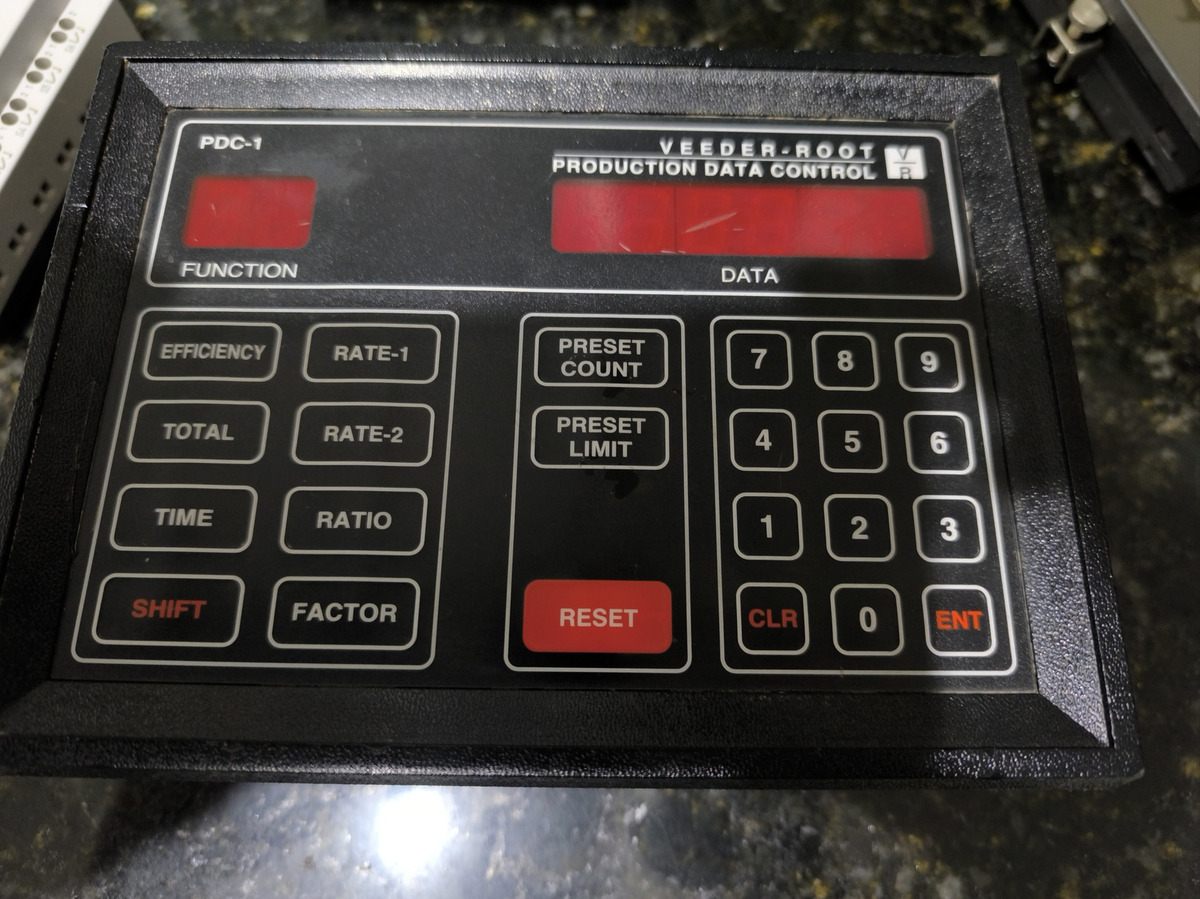 PDC-1
VEEDER-ROOT
PRODUCTION DATA CONTROL
V
R
FUNCTION
DATA
EFFICIENCY
RATE-1
TOTAL
RATE-2
TIME
RATIO
SHIFT
FACTOR
PRESET
COUNT
PRESET
LIMIT
RESET
7 8 9
4 5 6
1 2 3
CLR 0 ENT